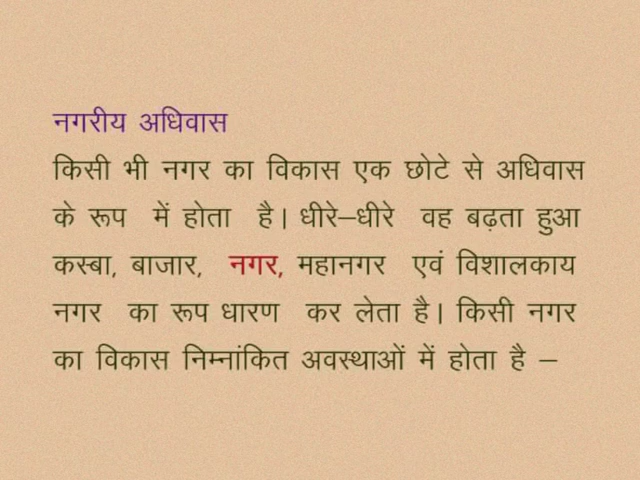 नगरीय अधिवास
किसी भी नगर का विकास एक छोटे से अधिवास
के रूप में होता है। धीरे–धीरे वह बढ़ता हुआ
कस्बा, बाजार, नगर, महानगर एवं विशालकाय
नगर का रूप धारण कर लेता है। किसी नगर
का विकास निम्नांकित अवस्थाओं में होता है –